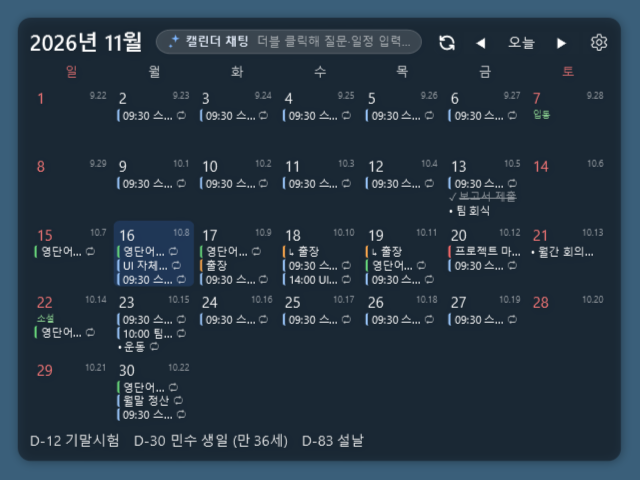 2026년 11월 캘린더 채팅 더블 클릭해 질문·일정 입력... 오늘
일 월 화 수 목 금 토
1 9.22 2 9.23 3 9.24 4 9.25 5 9.26 6 9.27 7 9.28
09:30 스... 09:30 스... 09:30 스... 09:30 스... 09:30 스... 입동
8 9.29 9 10.1 10 10.2 11 10.3 12 10.4 13 10.5 14 10.6
09:30 스... 09:30 스... 09:30 스... 09:30 스... 09:30 스...
✓보고서 제출
• 팀 회식
15 10.7 16 10.8 17 10.9 18 10.10 19 10.11 20 10.12 21 10.13
영단어... 영단어... 영단어... ↳ 출장 ↳ 출장 프로젝트 마... • 월간 회의...
UI 자체... 출장 09:30 스... 영단어... 09:30 스...
09:30 스... 09:30 스... 14:00 UI... 09:30 스...
22 10.14 23 10.15 24 10.16 25 10.17 26 10.18 27 10.19 28 10.20
소설 09:30 스... 09:30 스... 09:30 스... 09:30 스... 09:30 스...
영단어... 10:00 팀...
• 운동
29 10.21 30 10.22
영단어...
월말 정산
09:30 스...
D-12 기말시험 D-30 민수 생일 (만 36세) D-83 설날